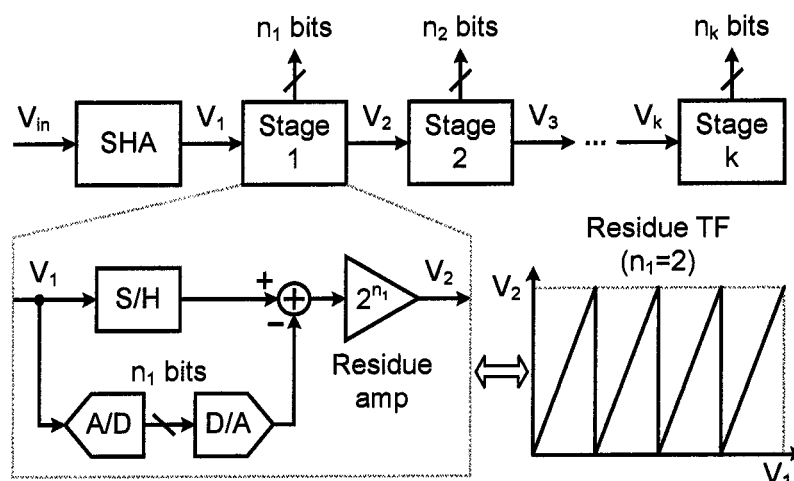 n₁ bits n₂ bits nₖ bits
Vᵢₙ SHA V₁ Stage 1 V₂ Stage 2 V₃ ... Vₖ Stage k
Residue TF
(n₁=2)
V₁ S/H + − + 2ⁿ¹ V₂
Residue amp
n₁ bits
A/D D/A
V₂
V₁